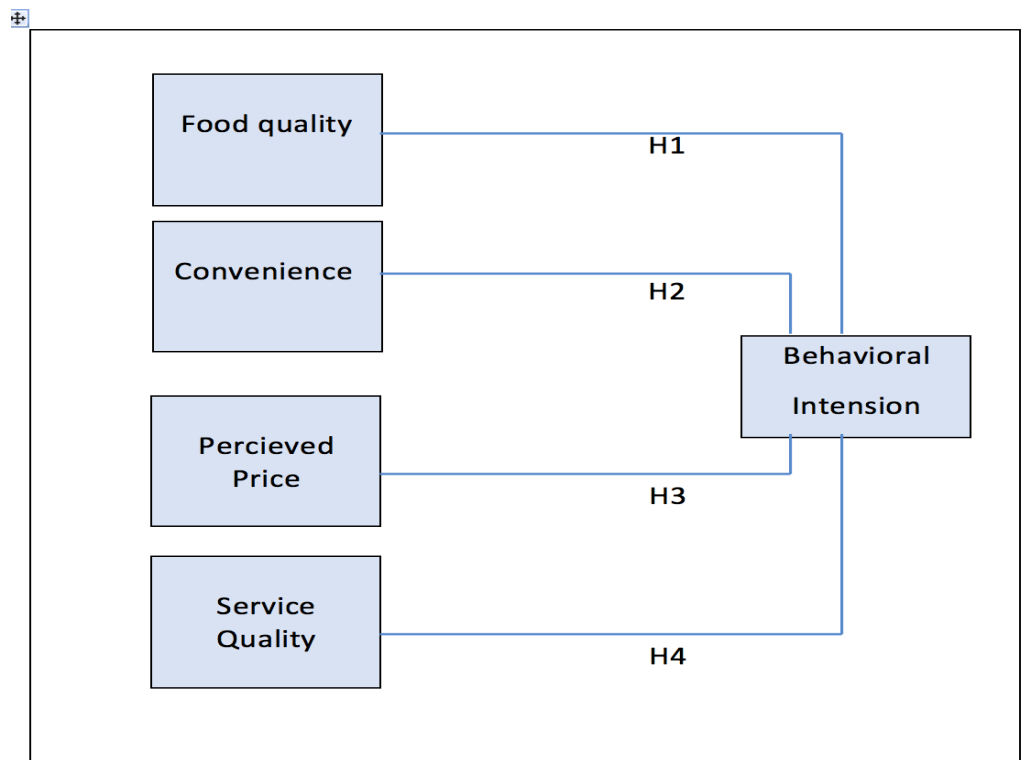 Food quality
H1
Convenience
H2
Behavioral
Intension
Percieved
Price
H3
Service
Quality
H4